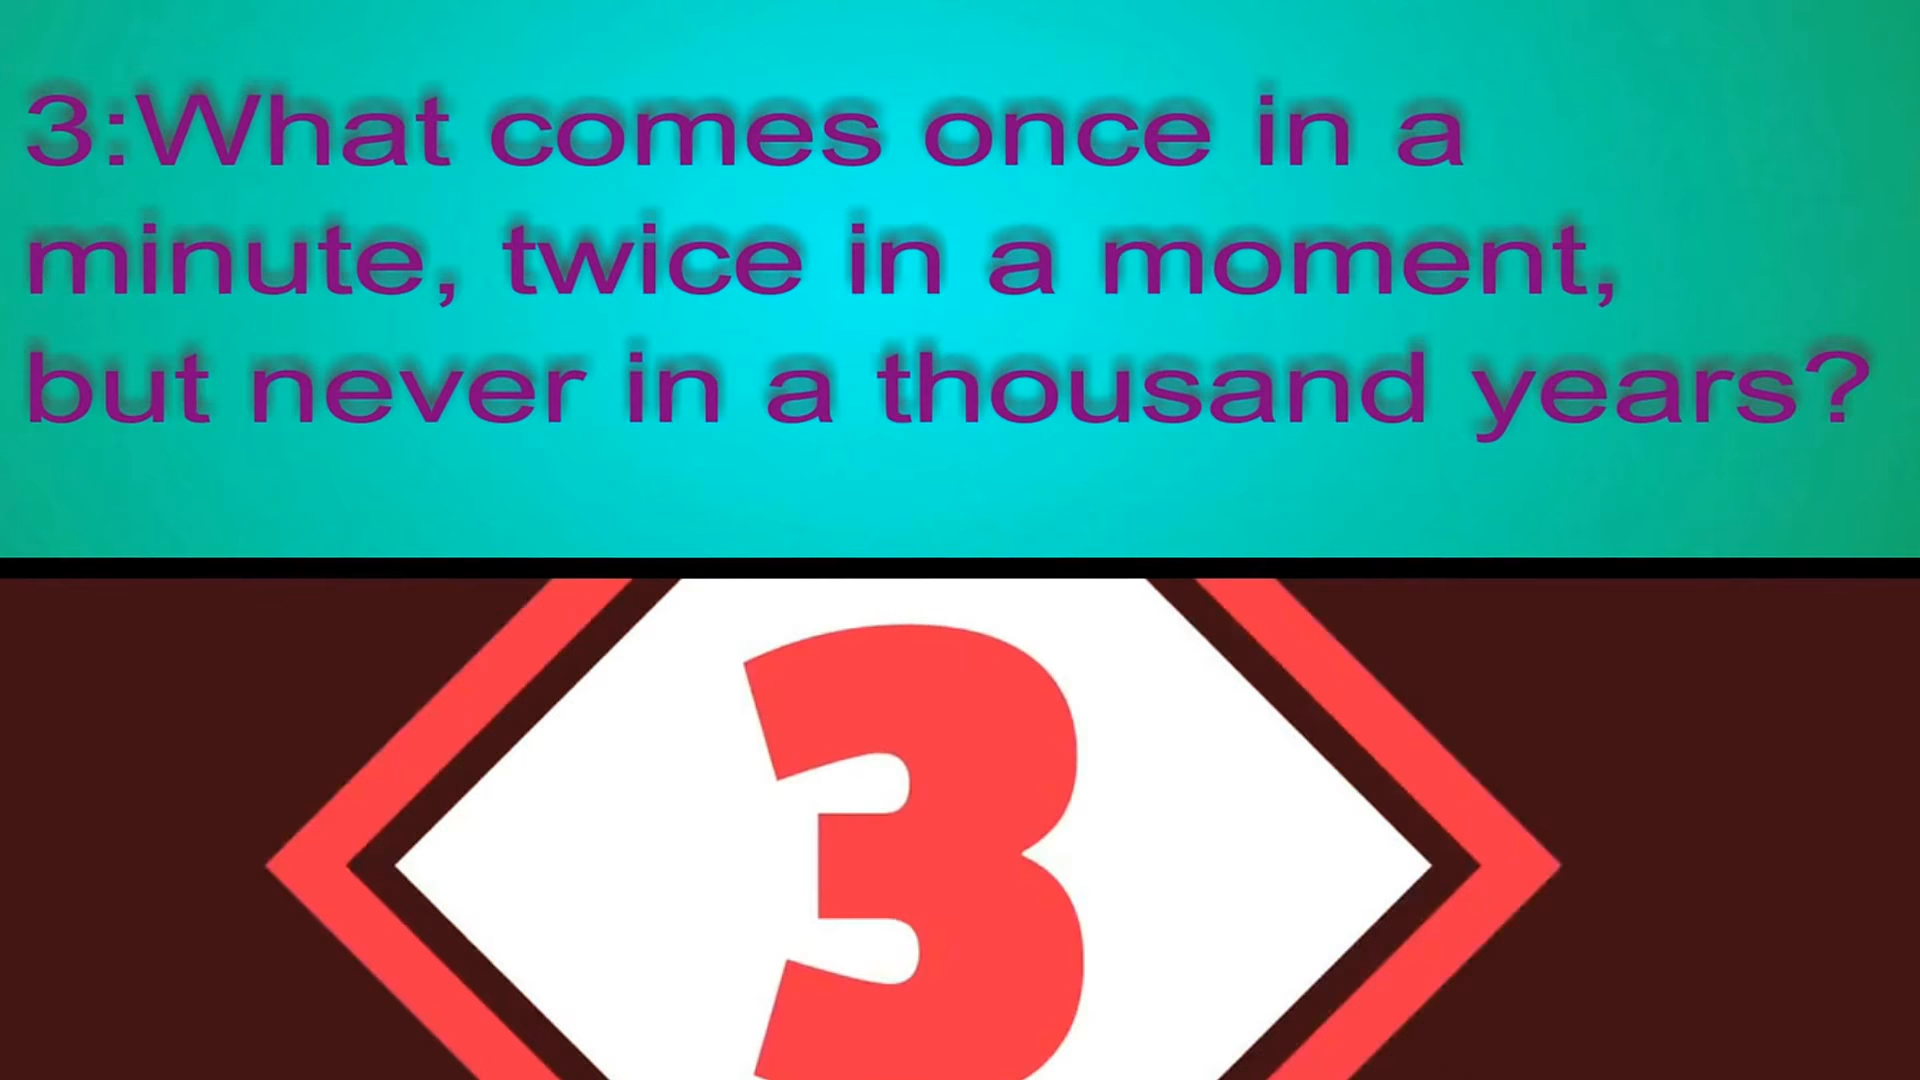 3:What comes once in a
minute, twice in a moment,
but never in a thousand years?
3